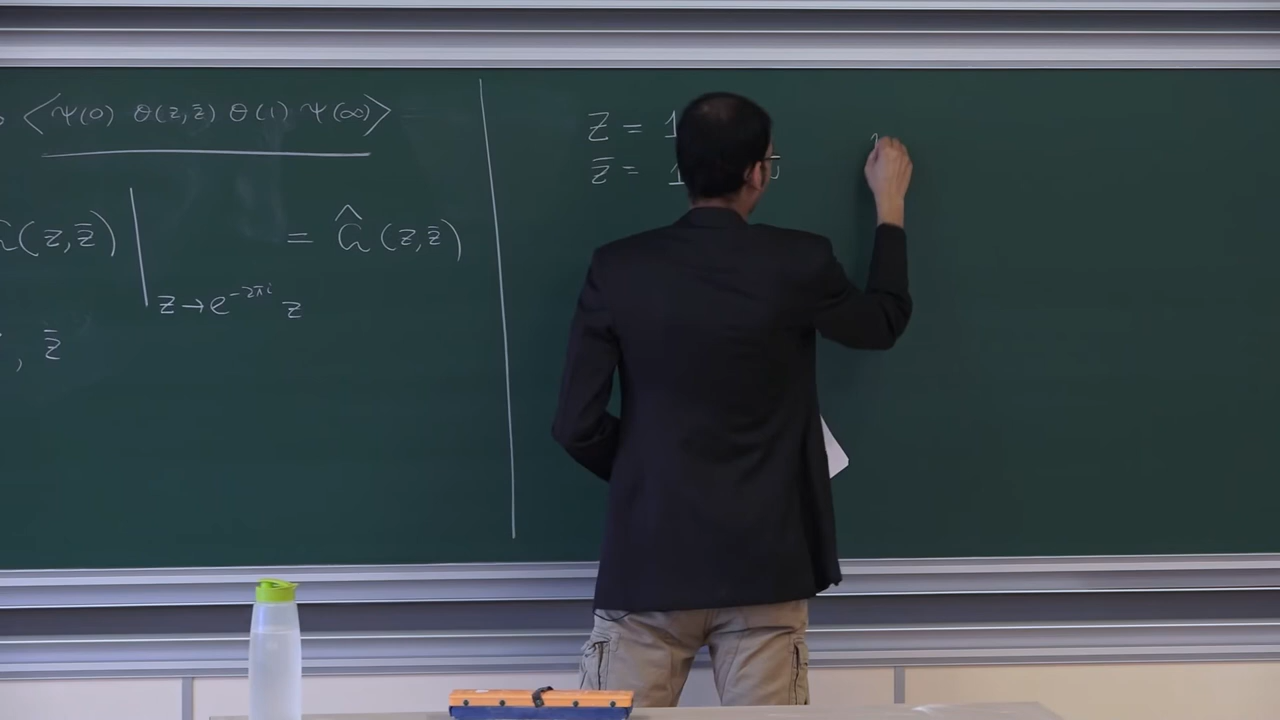 ⟨Ψ(0) Θ(z,z̄) Θ(1) Ψ(∞)⟩
(z,z̄) | = Ĝ(z,z̄)
z→e^{-2πi} z
, z̄
z = 1
z̄ = 1